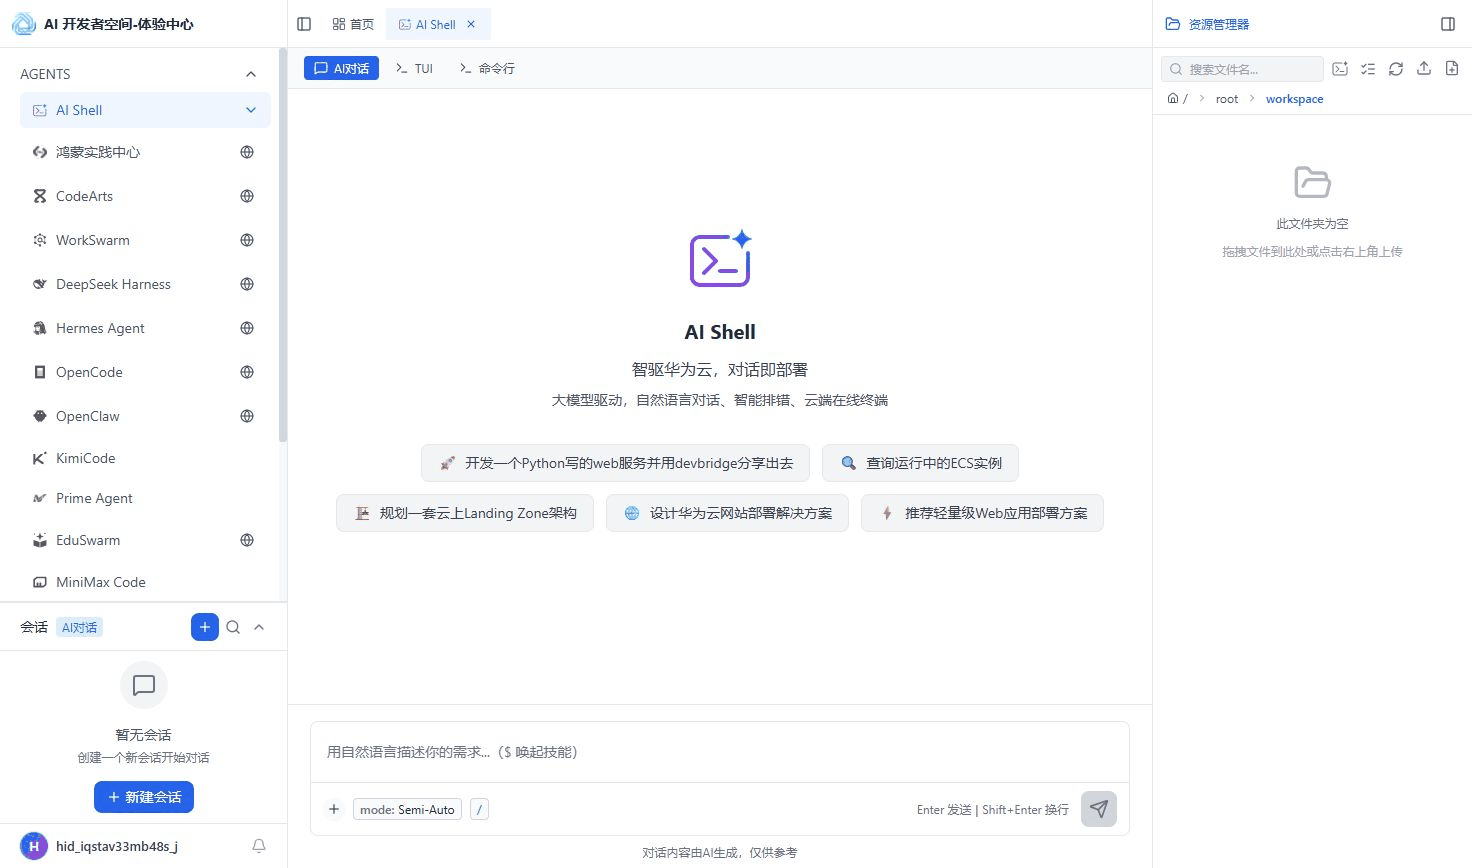 AI 开发者空间-体验中心
AGENTS
AI Shell
鸿蒙实践中心
CodeArts
WorkSwarm
DeepSeek Harness
Hermes Agent
OpenCode
OpenClaw
KimiCode
Prime Agent
EduSwarm
MiniMax Code
会话 AI对话
暂无会话
创建一个新会话开始对话
+ 新建会话
H hid_iqstav33mb48s_j
首页 AI Shell ×
AI对话 >_ TUI >_ 命令行
AI Shell
智驱华为云，对话即部署
大模型驱动，自然语言对话、智能排错、云端在线终端
开发一个Python写的web服务并用devbridge分享出去
查询运行中的ECS实例
规划一套云上Landing Zone架构
设计华为云网站部署解决方案
推荐轻量级Web应用部署方案
用自然语言描述你的需求...（$ 唤起技能）
+ mode: Semi-Auto /
Enter 发送 | Shift+Enter 换行
对话内容由AI生成，仅供参考
资源管理器
搜索文件名...
/ > root > workspace
此文件夹为空
拖拽文件到此处或点击右上角上传